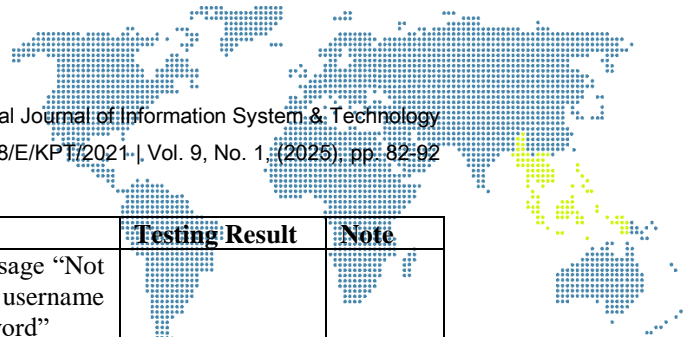 al Journal of Information System & Technology
8/E/KPT/2021 | Vol. 9, No. 1, (2025), pp. 82-92
Testing Result Note
sage “Not
username
vord”